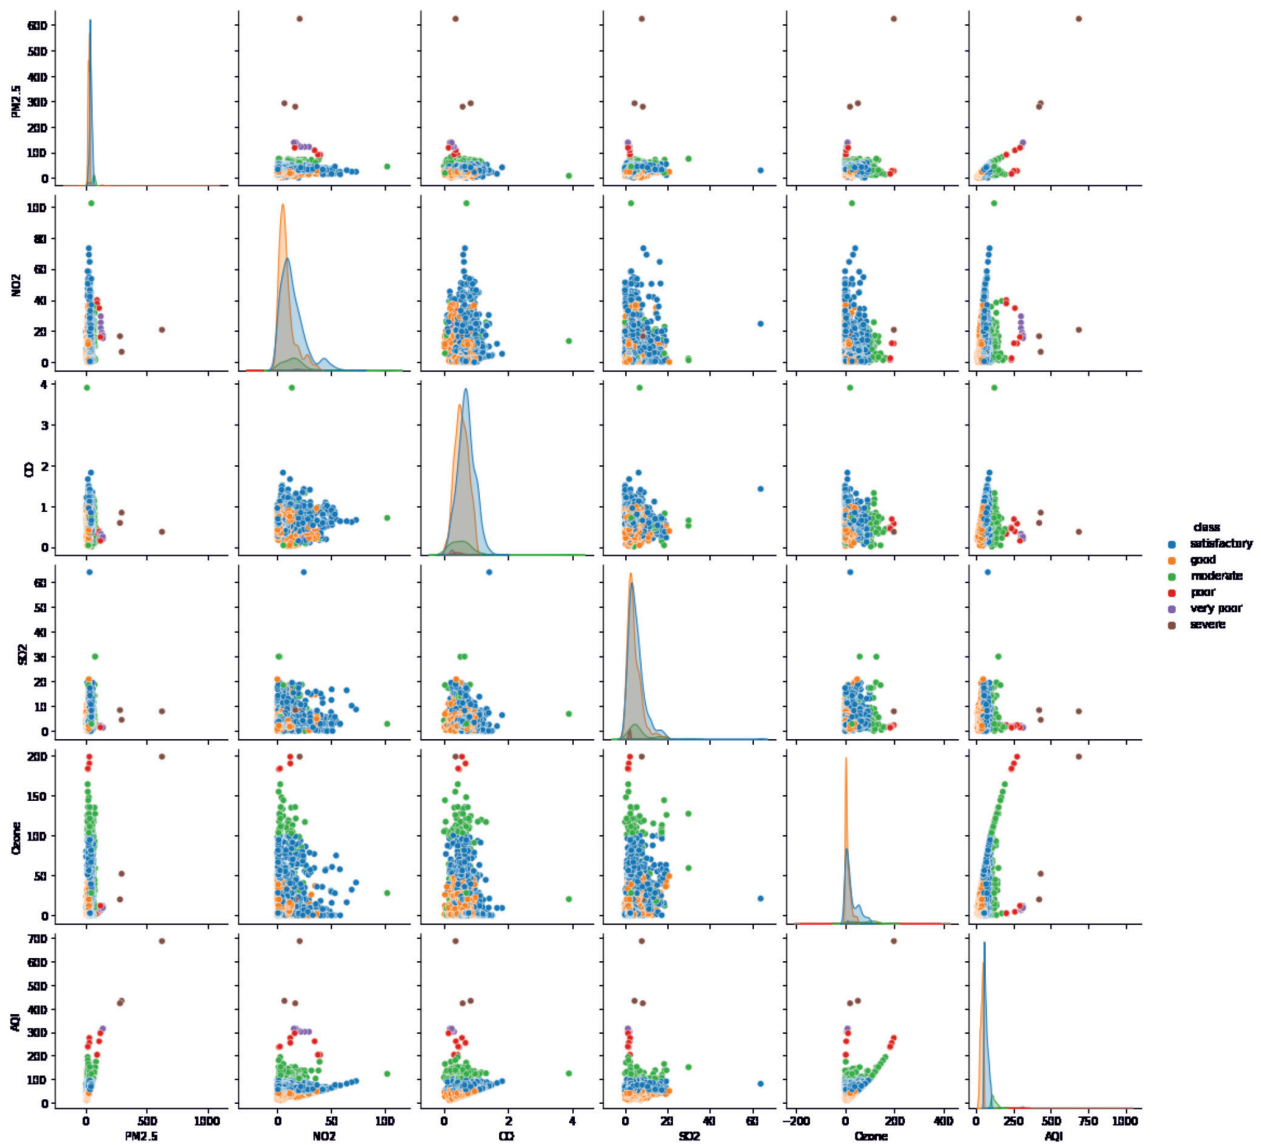 600
500
400
300
200
100
0
PM2.5
100
80
60
40
20
0
NO2
4
3
2
1
0
CO
60
50
40
30
20
10
0
SO2
200
150
100
50
0
Ozone
700
600
500
400
300
200
100
0
AQI
0 500 1000
PM2.5
0 50 100
NO2
0 2 4
CO
0 20 40 60
SO2
−200 0 200 400
Ozone
0 250 500 750 1000
AQI
class
satisfactory
good
moderate
poor
very poor
severe